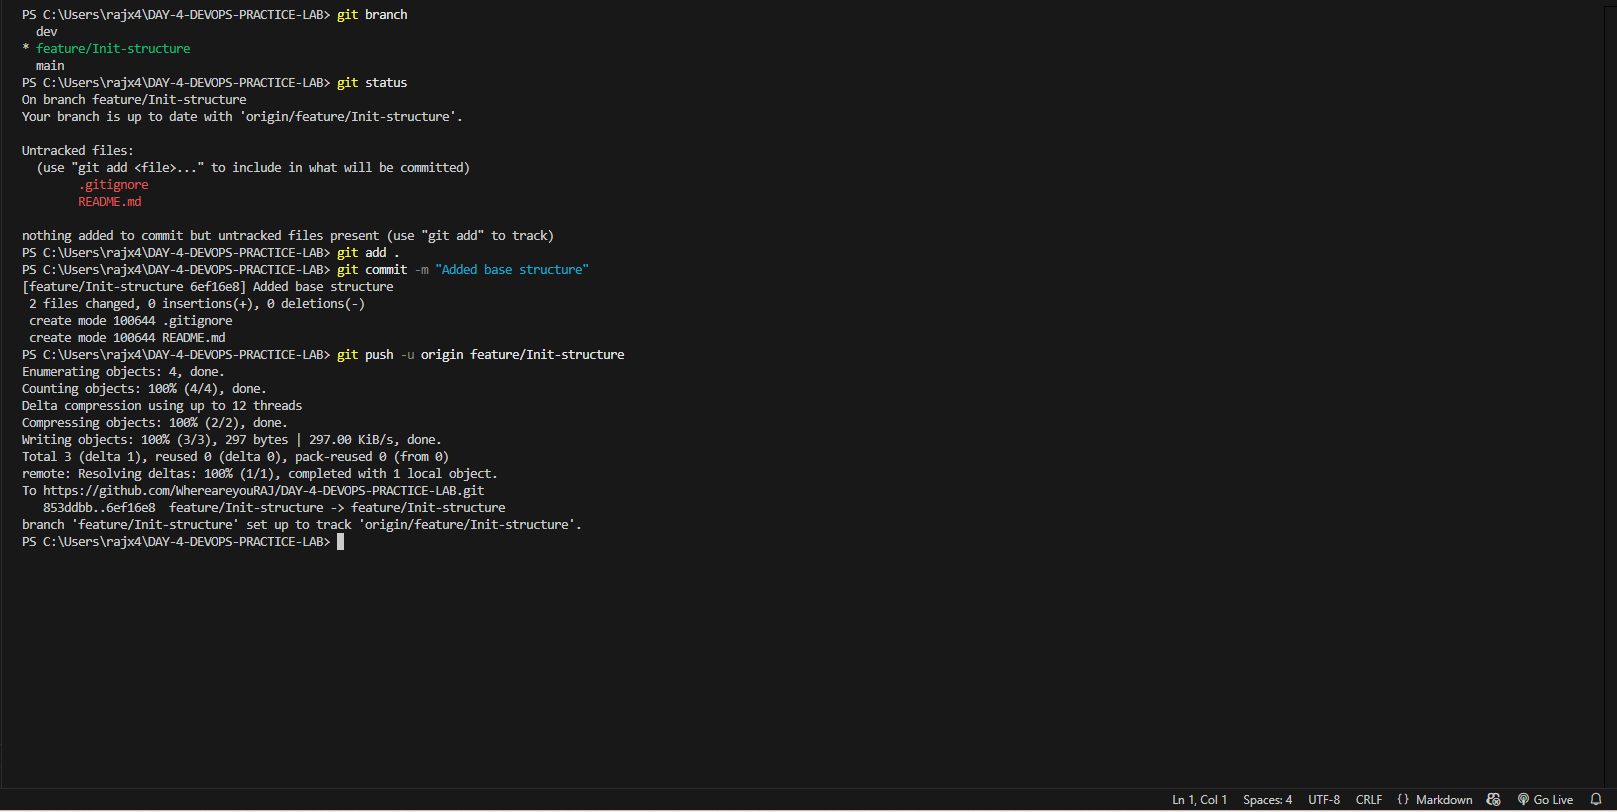 PS C:\Users\rajx4\DAY-4-DEVOPS-PRACTICE-LAB> git branch
  dev
* feature/Init-structure
  main
PS C:\Users\rajx4\DAY-4-DEVOPS-PRACTICE-LAB> git status
On branch feature/Init-structure
Your branch is up to date with 'origin/feature/Init-structure'.

Untracked files:
  (use "git add <file>..." to include in what will be committed)
        .gitignore
        README.md

nothing added to commit but untracked files present (use "git add" to track)
PS C:\Users\rajx4\DAY-4-DEVOPS-PRACTICE-LAB> git add .
PS C:\Users\rajx4\DAY-4-DEVOPS-PRACTICE-LAB> git commit -m "Added base structure"
[feature/Init-structure 6ef16e8] Added base structure
 2 files changed, 0 insertions(+), 0 deletions(-)
 create mode 100644 .gitignore
 create mode 100644 README.md
PS C:\Users\rajx4\DAY-4-DEVOPS-PRACTICE-LAB> git push -u origin feature/Init-structure
Enumerating objects: 4, done.
Counting objects: 100% (4/4), done.
Delta compression using up to 12 threads
Compressing objects: 100% (2/2), done.
Writing objects: 100% (3/3), 297 bytes | 297.00 KiB/s, done.
Total 3 (delta 1), reused 0 (delta 0), pack-reused 0 (from 0)
remote: Resolving deltas: 100% (1/1), completed with 1 local object.
To https://github.com/WhereareyouRAJ/DAY-4-DEVOPS-PRACTICE-LAB.git
   853ddbb..6ef16e8  feature/Init-structure -> feature/Init-structure
branch 'feature/Init-structure' set up to track 'origin/feature/Init-structure'.
PS C:\Users\rajx4\DAY-4-DEVOPS-PRACTICE-LAB>
Ln 1, Col 1 Spaces: 4 UTF-8 CRLF {} Markdown Go Live